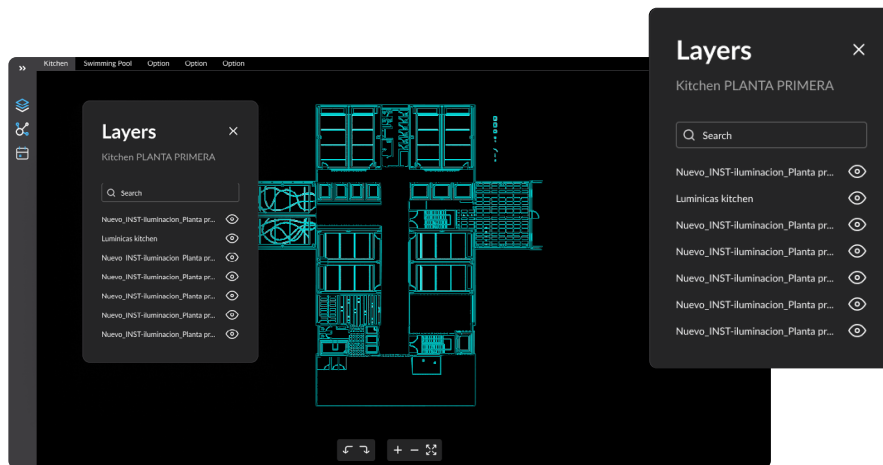 Kitchen Swimming Pool Option Option Option
Layers
Kitchen PLANTA PRIMERA
Search
Nuevo_INST-iluminacion_Planta pr...
Luminicas kitchen
Nuevo_INST-iluminacion_Planta pr...
Nuevo_INST-iluminacion_Planta pr...
Nuevo_INST-iluminacion_Planta pr...
Nuevo_INST-iluminacion_Planta pr...
Nuevo_INST-iluminacion_Planta pr...
Layers
Kitchen PLANTA PRIMERA
Search
Nuevo_INST-iluminacion_Planta pr...
Luminicas kitchen
Nuevo_INST-iluminacion_Planta pr...
Nuevo_INST-iluminacion_Planta pr...
Nuevo_INST-iluminacion_Planta pr...
Nuevo_INST-iluminacion_Planta pr...
Nuevo_INST-iluminacion_Planta pr...